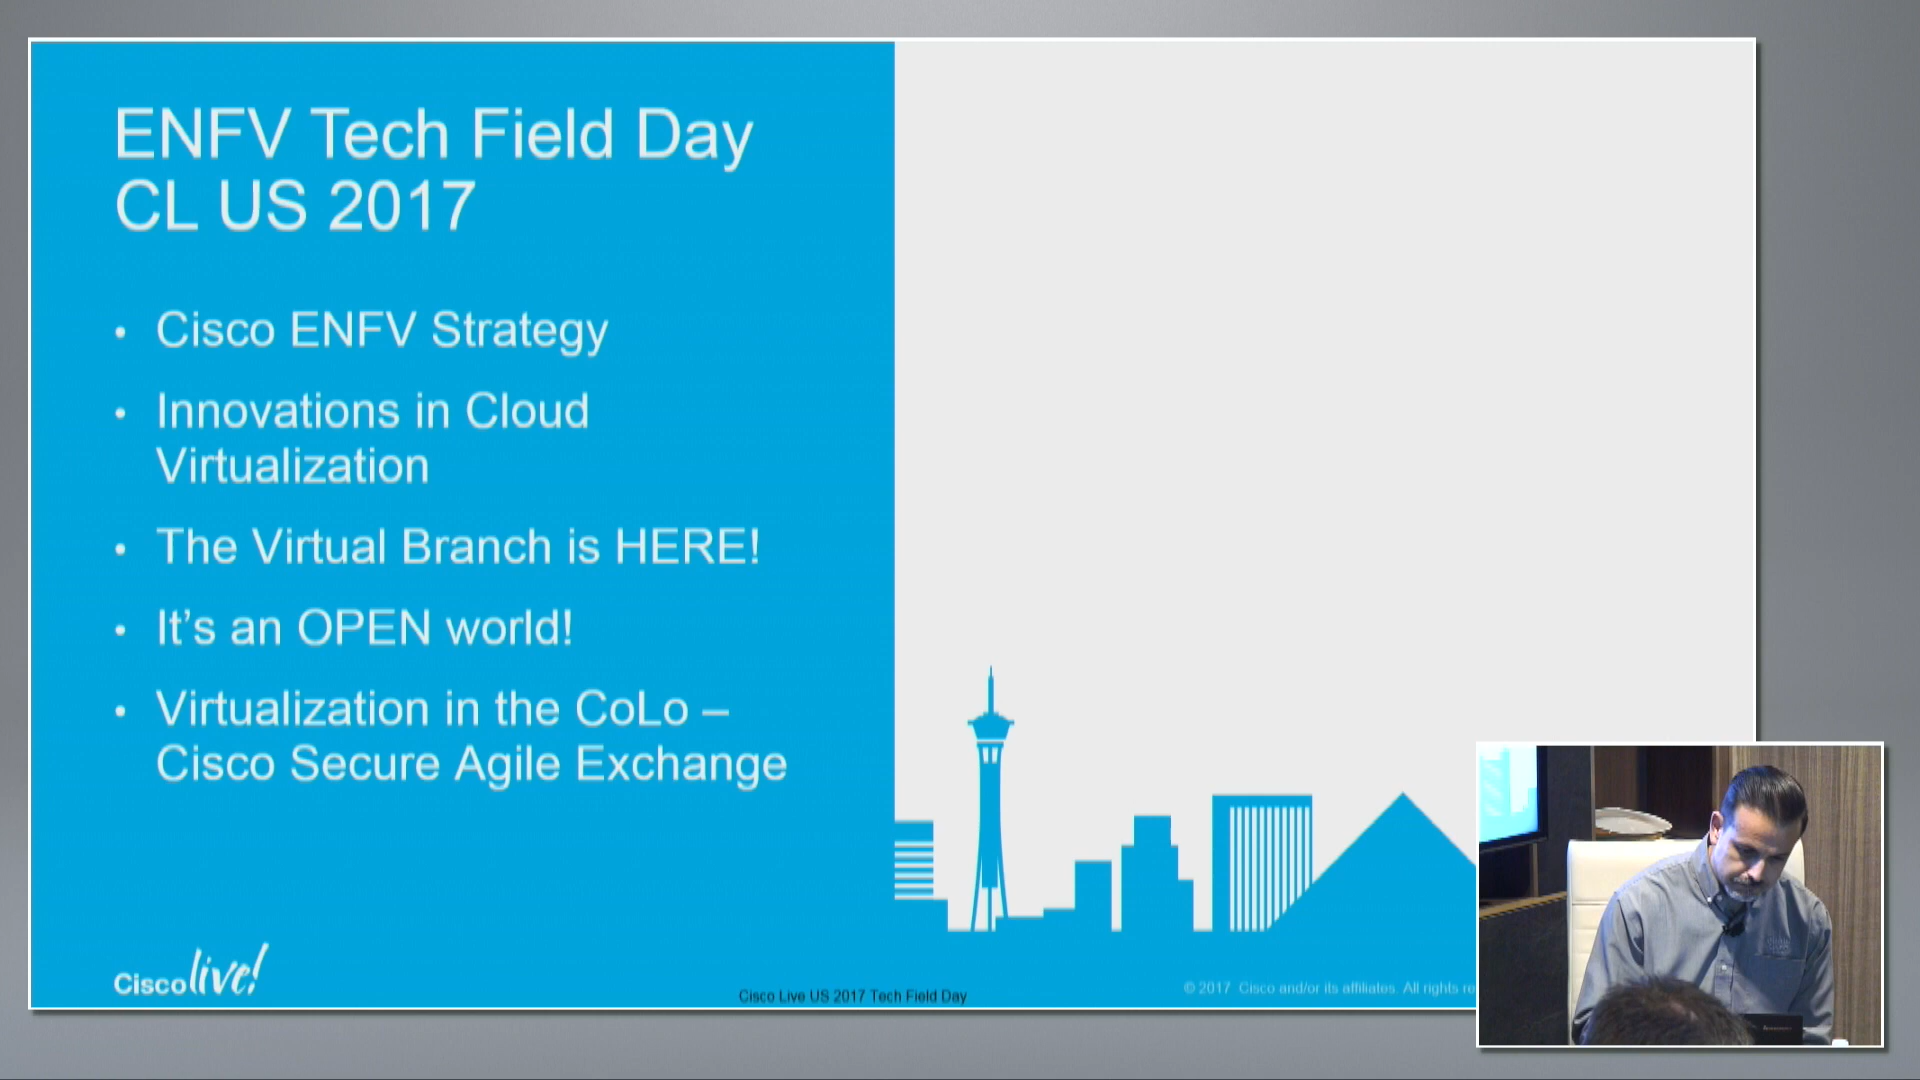 ENFV Tech Field Day
CL US 2017
• Cisco ENFV Strategy
• Innovations in Cloud
Virtualization
• The Virtual Branch is HERE!
• It's an OPEN world!
• Virtualization in the CoLo –
Cisco Secure Agile Exchange
Cisco live!
Cisco Live US 2017 Tech Field Day
© 2017 Cisco and/or its affiliates. All rights re